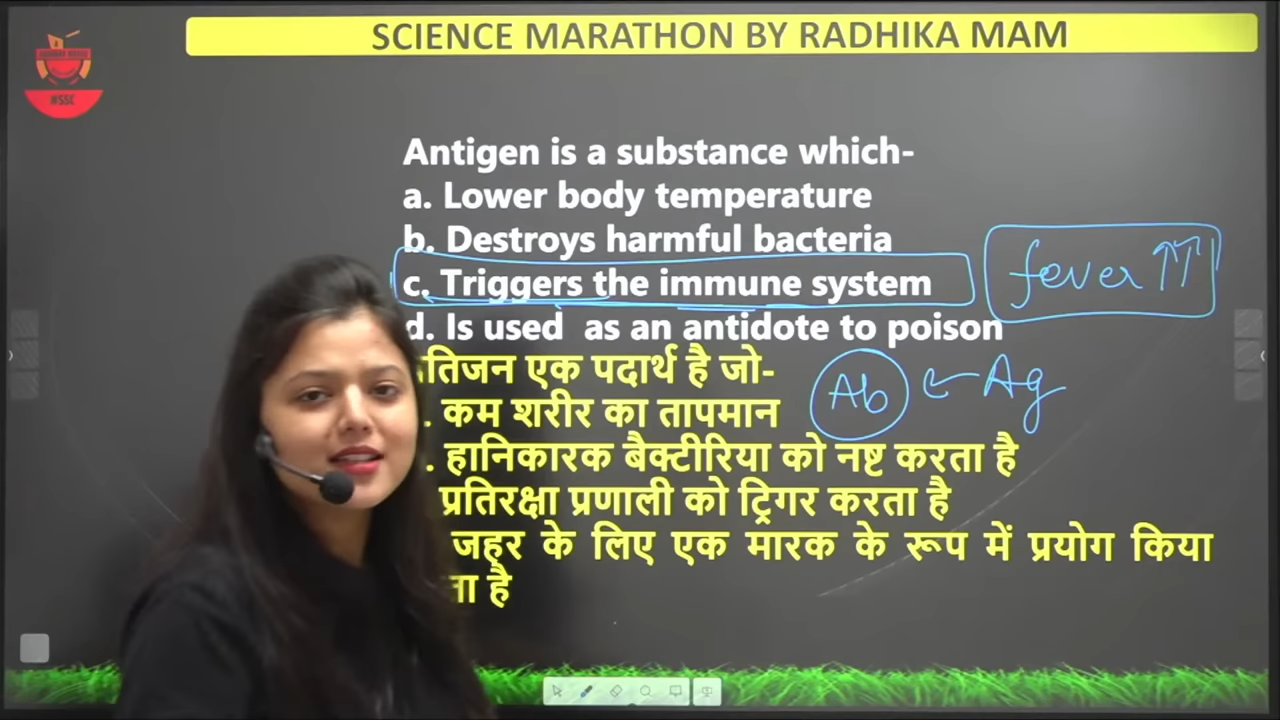 SCIENCE MARATHON BY RADHIKA MAM
#SSC
Antigen is a substance which-
a. Lower body temperature
b. Destroys harmful bacteria
c. Triggers the immune system
fever ↑↑
d. Is used as an antidote to poison
एक पदार्थ है जो-
Ab ← Ag
. कम शरीर का तापमान
. हानिकारक बैक्टीरिया को नष्ट करता है
प्रतिरक्षा प्रणाली को ट्रिगर करता है
जहर के लिए एक मारक के रूप में प्रयोग किया
है